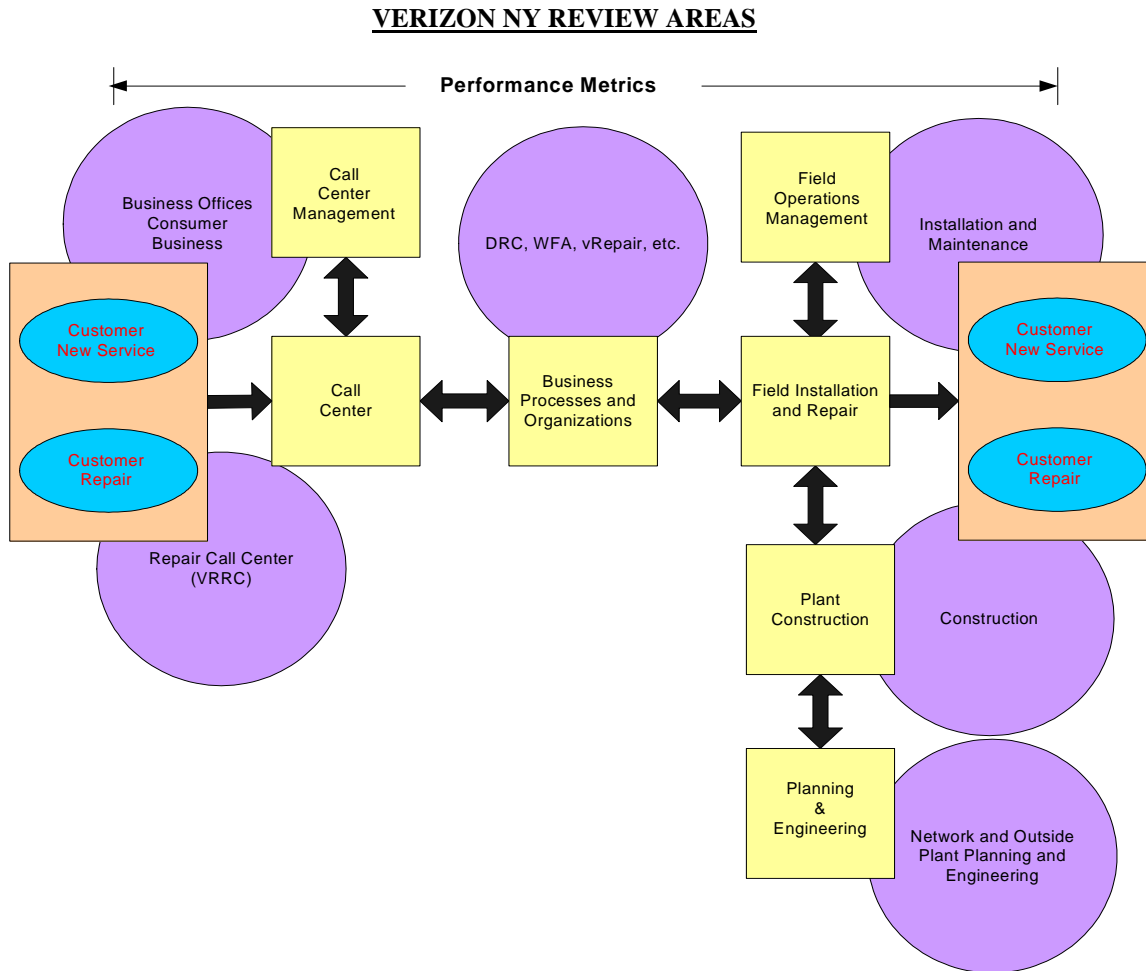 VERIZON NY REVIEW AREAS
Performance Metrics
Business Offices
Consumer
Business
Call
Center
Management
DRC, WFA, vRepair, etc.
Field
Operations
Management
Installation and
Maintenance
Customer
New Service
Customer
Repair
Call
Center
Business
Processes and
Organizations
Field Installation
and Repair
Customer
New Service
Customer
Repair
Repair Call Center
(VRRC)
Plant
Construction
Construction
Planning
&
Engineering
Network and Outside
Plant Planning and
Engineering